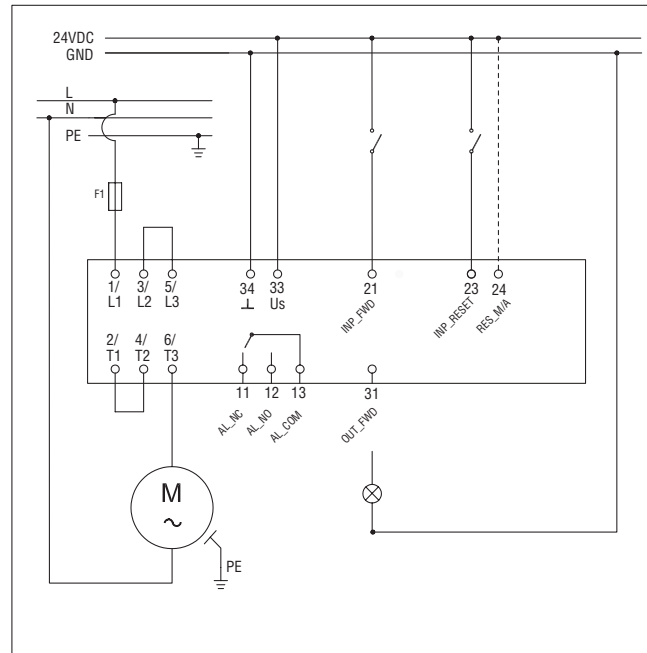 24VDC
GND
L
N
PE
F1
1/ 3/ 5/ 34 33 21 23 24
L1 L2 L3 ⊥ Us INP_FWD INP_RESET RES_M/A
2/ 4/ 6/
T1 T2 T3
11 12 13 31
AL_NC AL_NO AL_COM OUT_FWD
M
~
PE